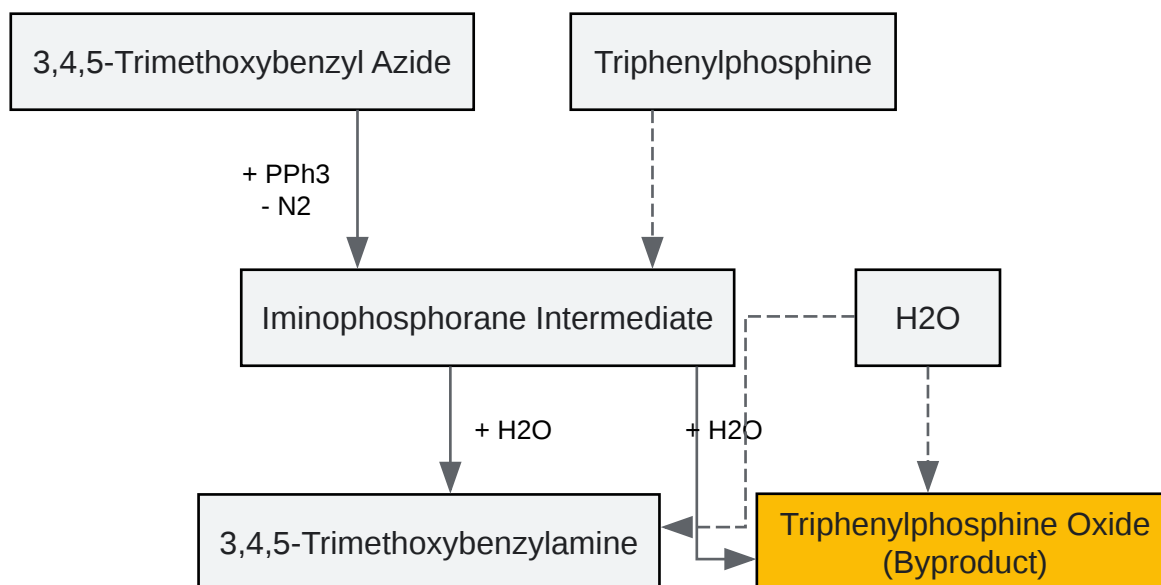 3,4,5-Trimethoxybenzyl Azide
Triphenylphosphine
+ PPh3
- N2
Iminophosphorane Intermediate
H2O
+ H2O
+ H2O
3,4,5-Trimethoxybenzylamine
Triphenylphosphine Oxide
(Byproduct)